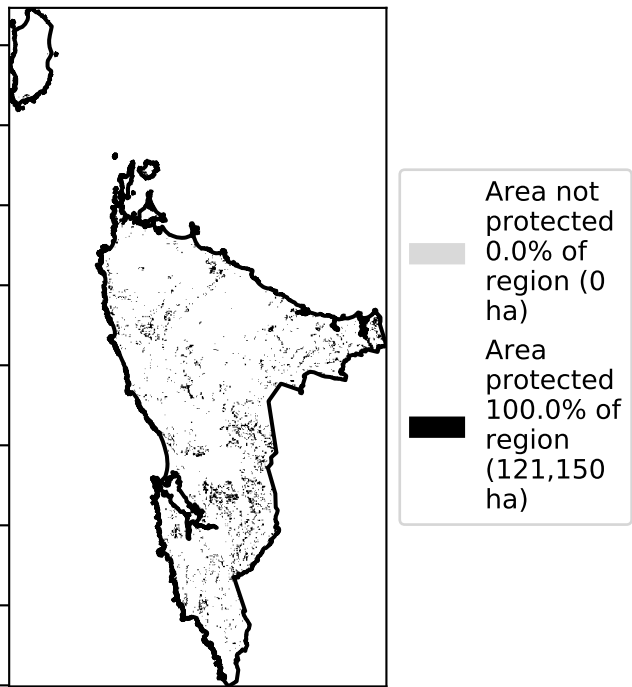 Area not
protected
0.0% of
region (0
ha)
Area
protected
100.0% of
region
(121,150
ha)